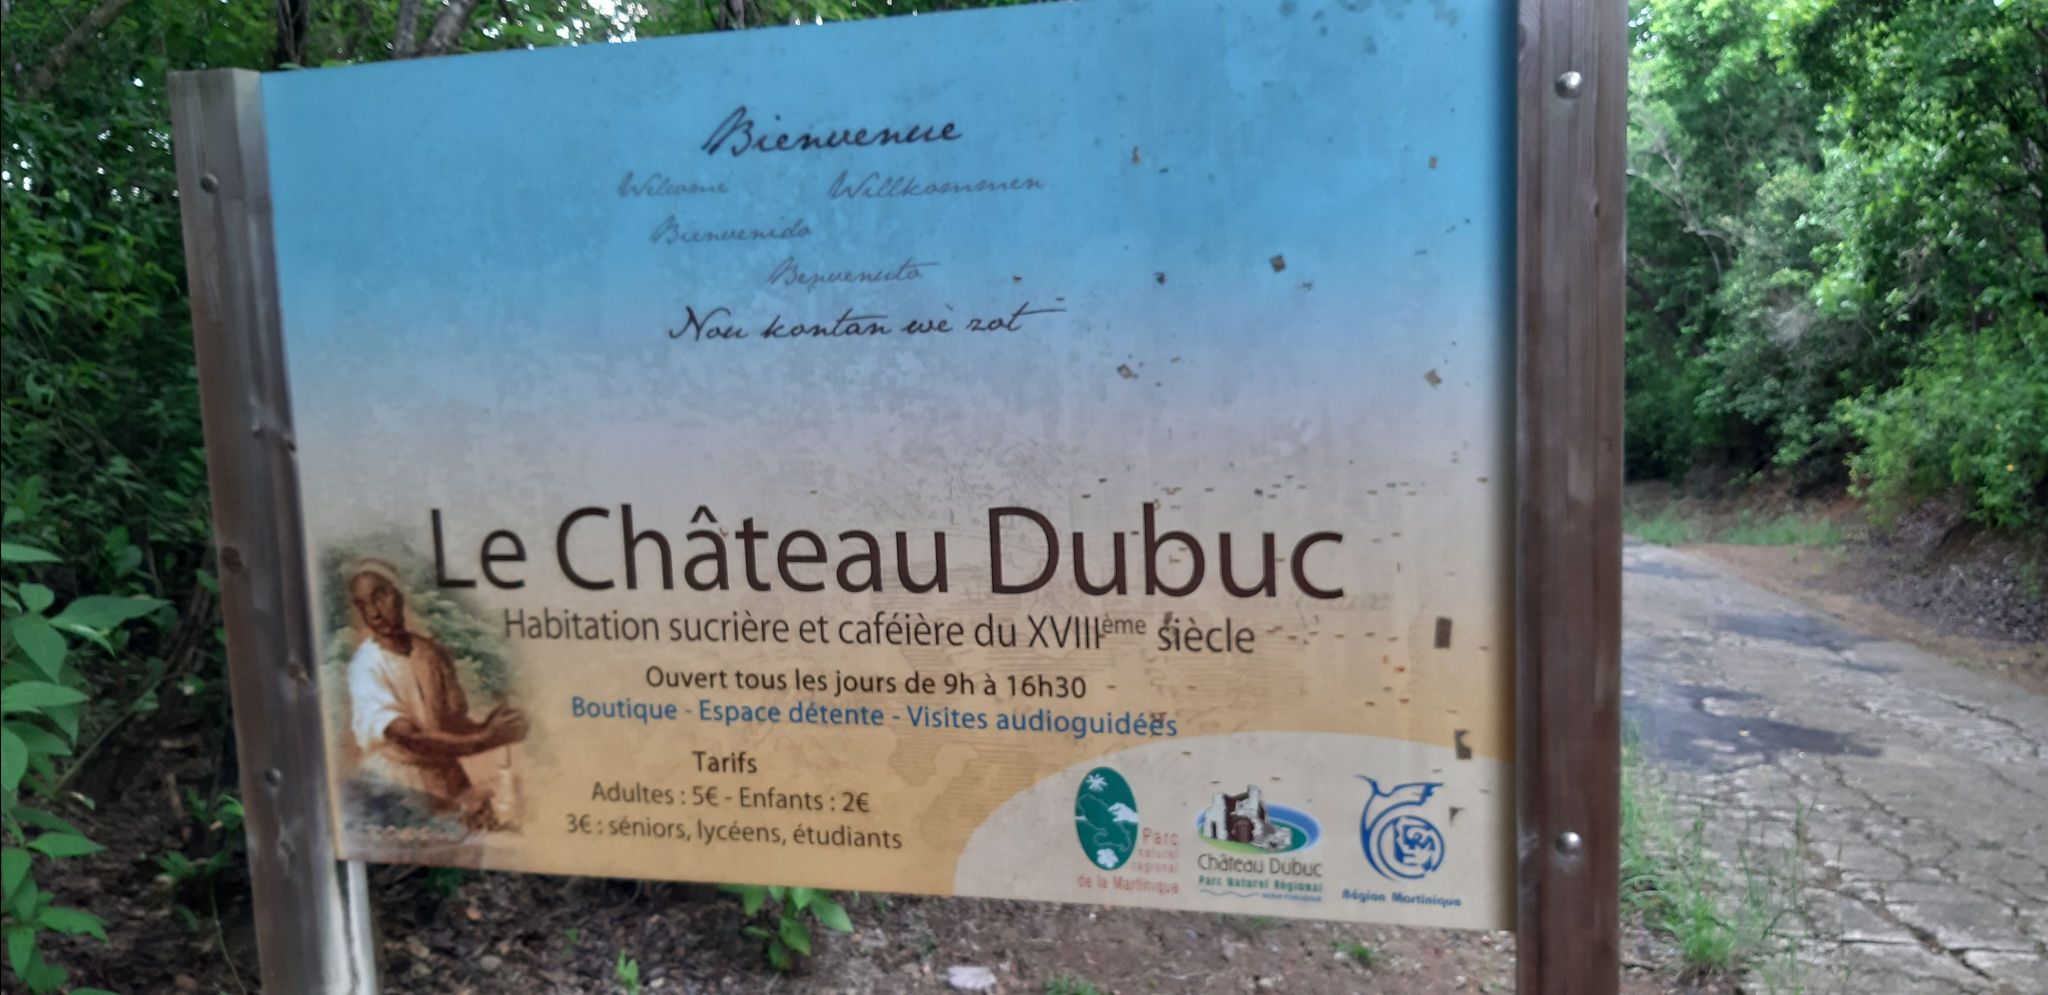 Bienvenue
Welcome Willkommen
Bienvenido
Benvenuto
Nou kontan wè zot
Le Château Dubuc
Habitation sucrière et caféière du XVIIIème siècle
Ouvert tous les jours de 9h à 16h30
Boutique - Espace détente - Visites audioguidées
Tarifs
Adultes : 5€ - Enfants : 2€
3€ : séniors, lycéens, étudiants
Parc
naturel
régional
de la Martinique
Château Dubuc
Parc Naturel Régional
Région Martinique